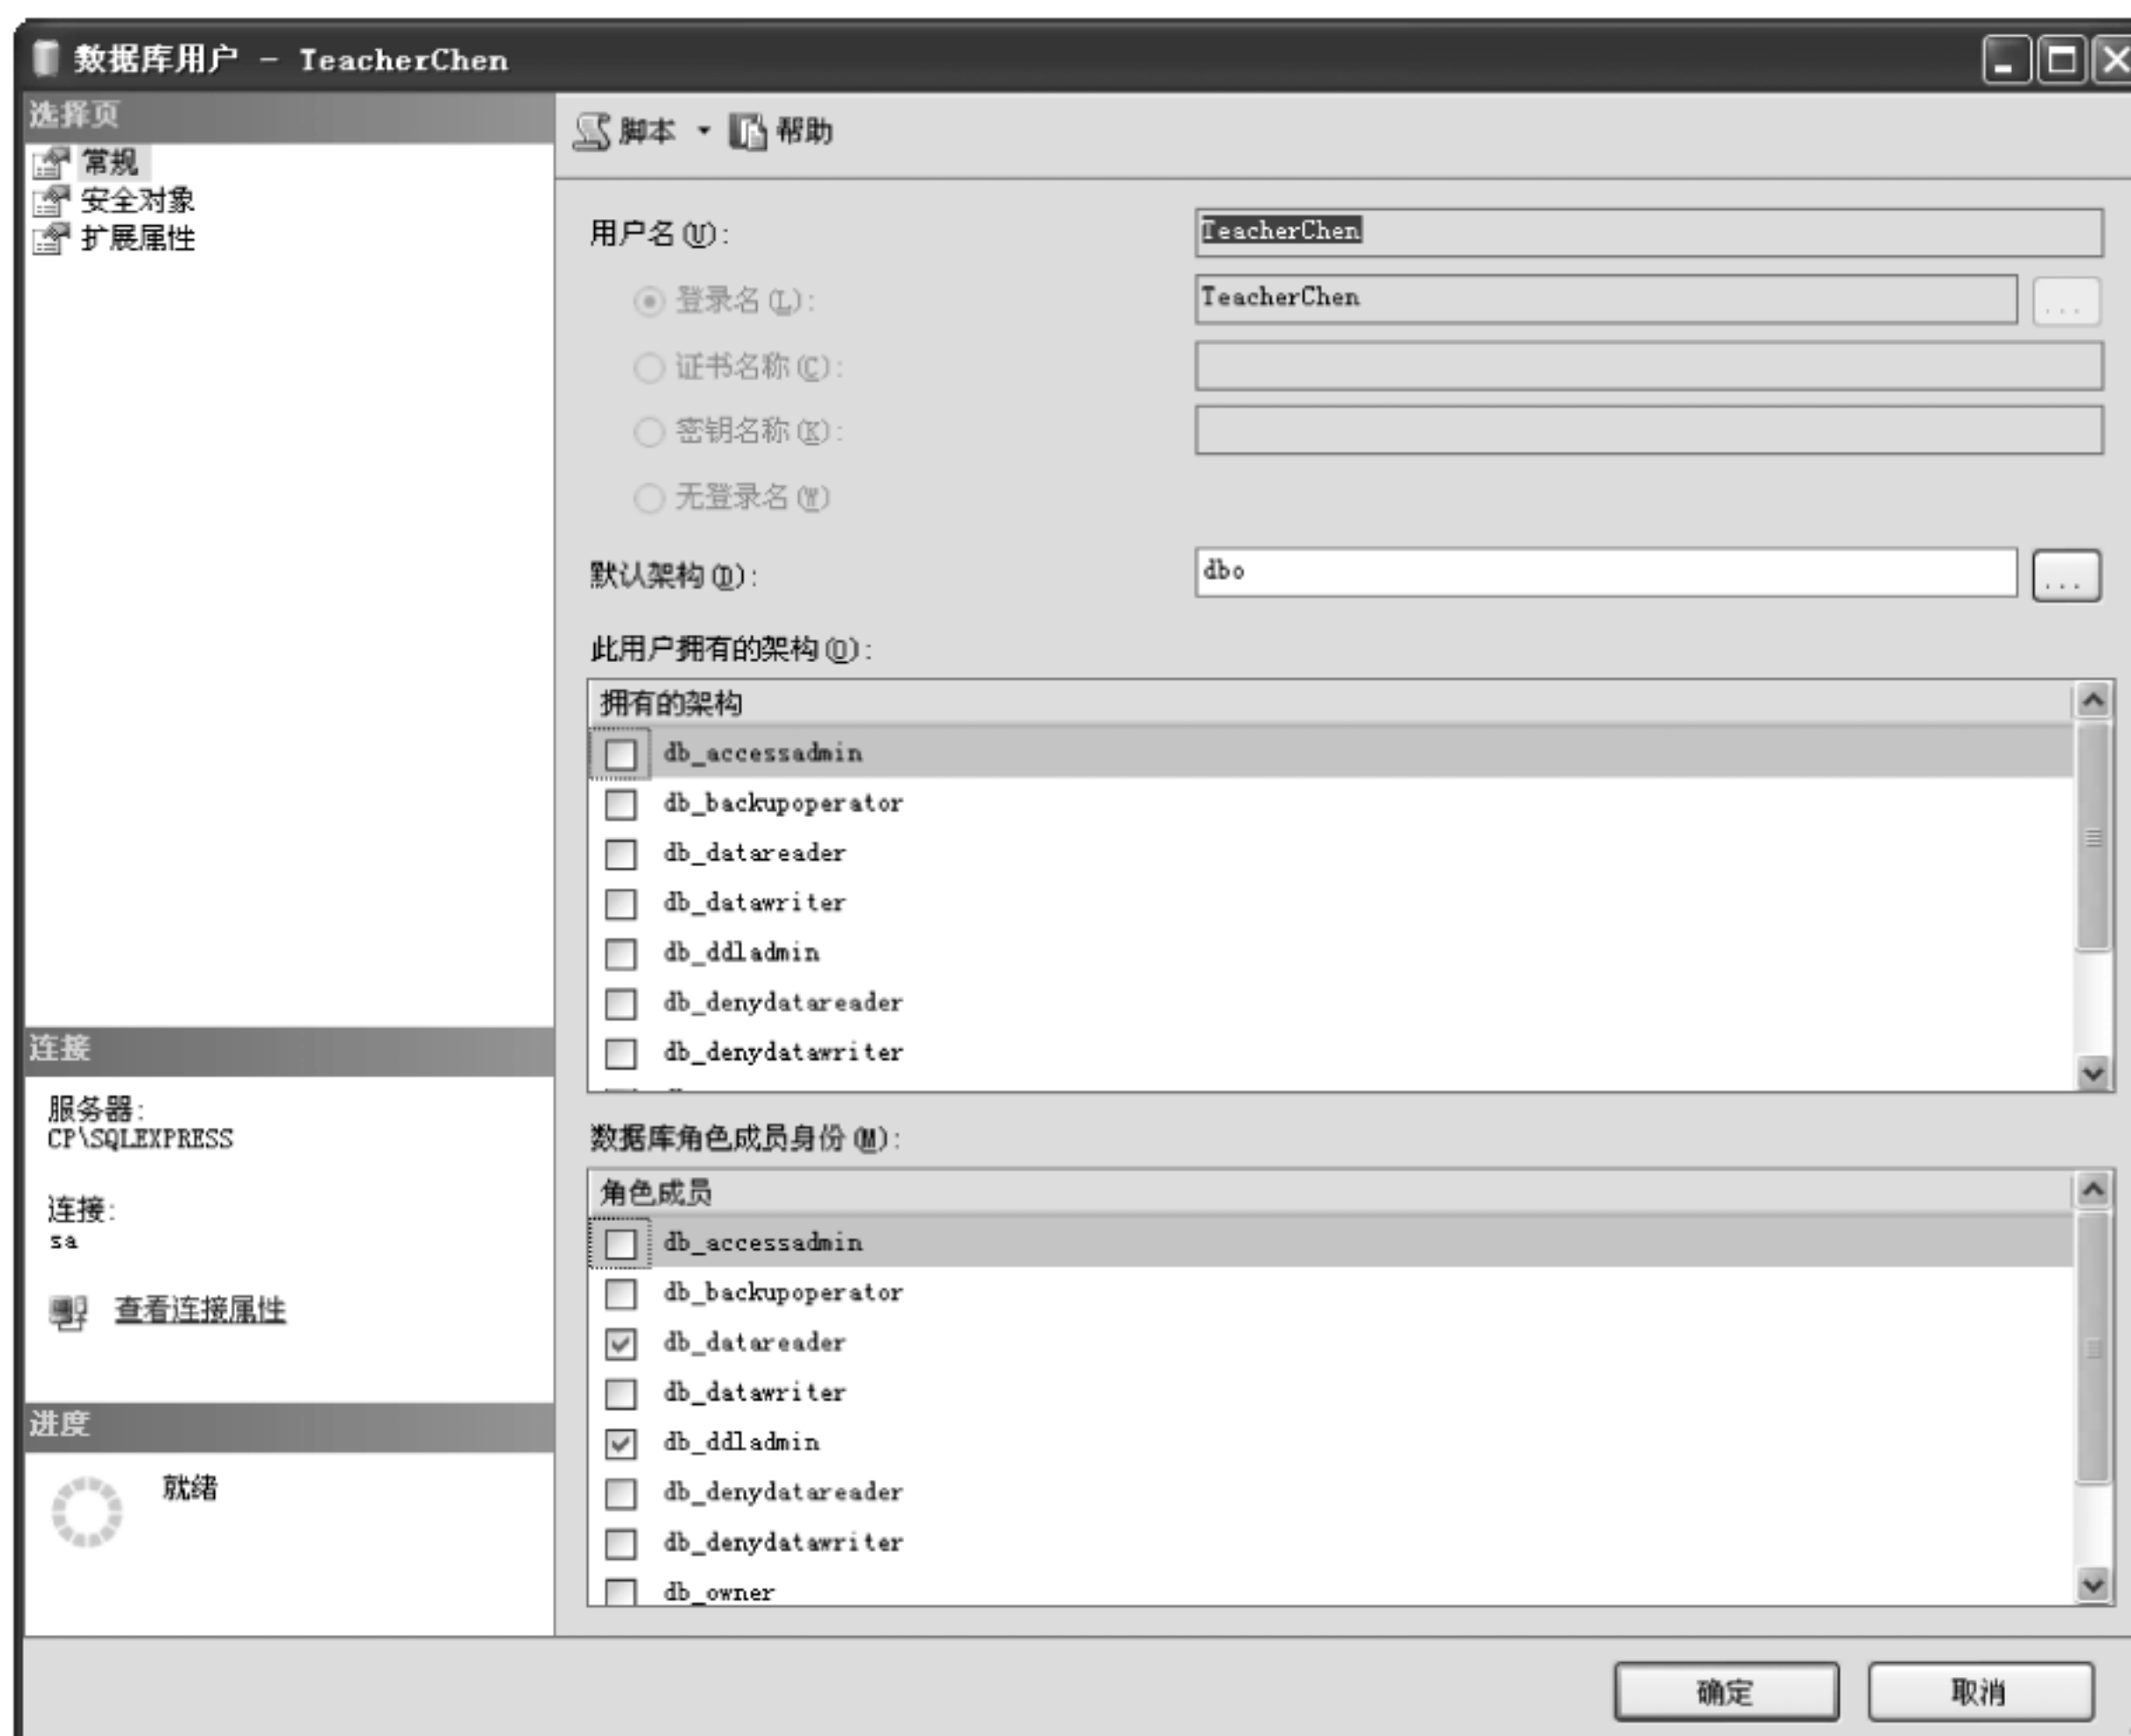 数据库用户 - TeacherChen
选择页
常规
安全对象
扩展属性
脚本 帮助
用户名(U): TeacherChen
登录名(L): TeacherChen ...
证书名称(C):
密钥名称(K):
无登录名(W)
默认架构(D): dbo ...
此用户拥有的架构(O):
拥有的架构
db_accessadmin
db_backupoperator
db_datareader
db_datawriter
db_ddladmin
db_denydatareader
db_denydatawriter
数据库角色成员身份(M):
角色成员
db_accessadmin
db_backupoperator
db_datareader
db_datawriter
db_ddladmin
db_denydatareader
db_denydatawriter
db_owner
连接
服务器:
CP\SQLEXPRESS
连接:
sa
查看连接属性
进度
就绪
确定 取消